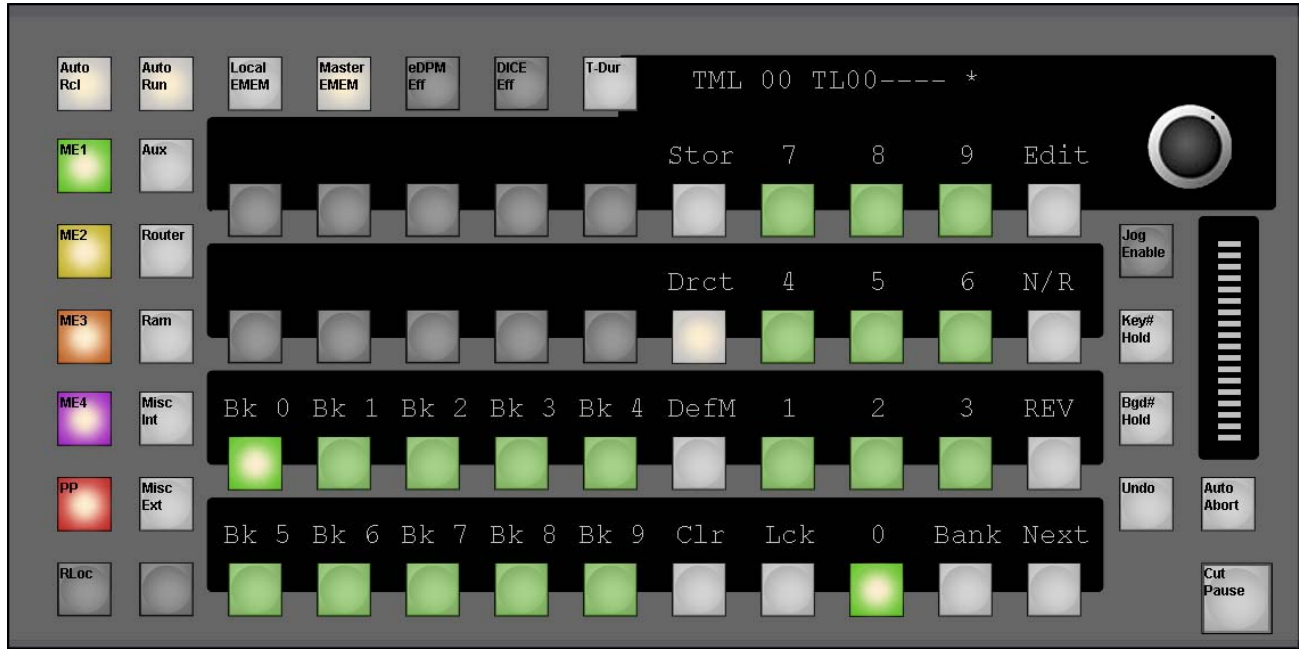 Auto Rcl
Auto Run
Local EMEM
Master EMEM
eDPM Eff
DICE Eff
T-Dur
TML 00 TL00---- *
ME1
Aux
Stor 7 8 9 Edit
ME2
Router
Jog Enable
Drct 4 5 6 N/R
ME3
Ram
Key# Hold
ME4
Misc Int
Bk 0 Bk 1 Bk 2 Bk 3 Bk 4 DefM 1 2 3 REV
Bgd# Hold
PP
Misc Ext
Undo
Auto Abort
Bk 5 Bk 6 Bk 7 Bk 8 Bk 9 Clr Lck 0 Bank Next
RLoc
Cut Pause